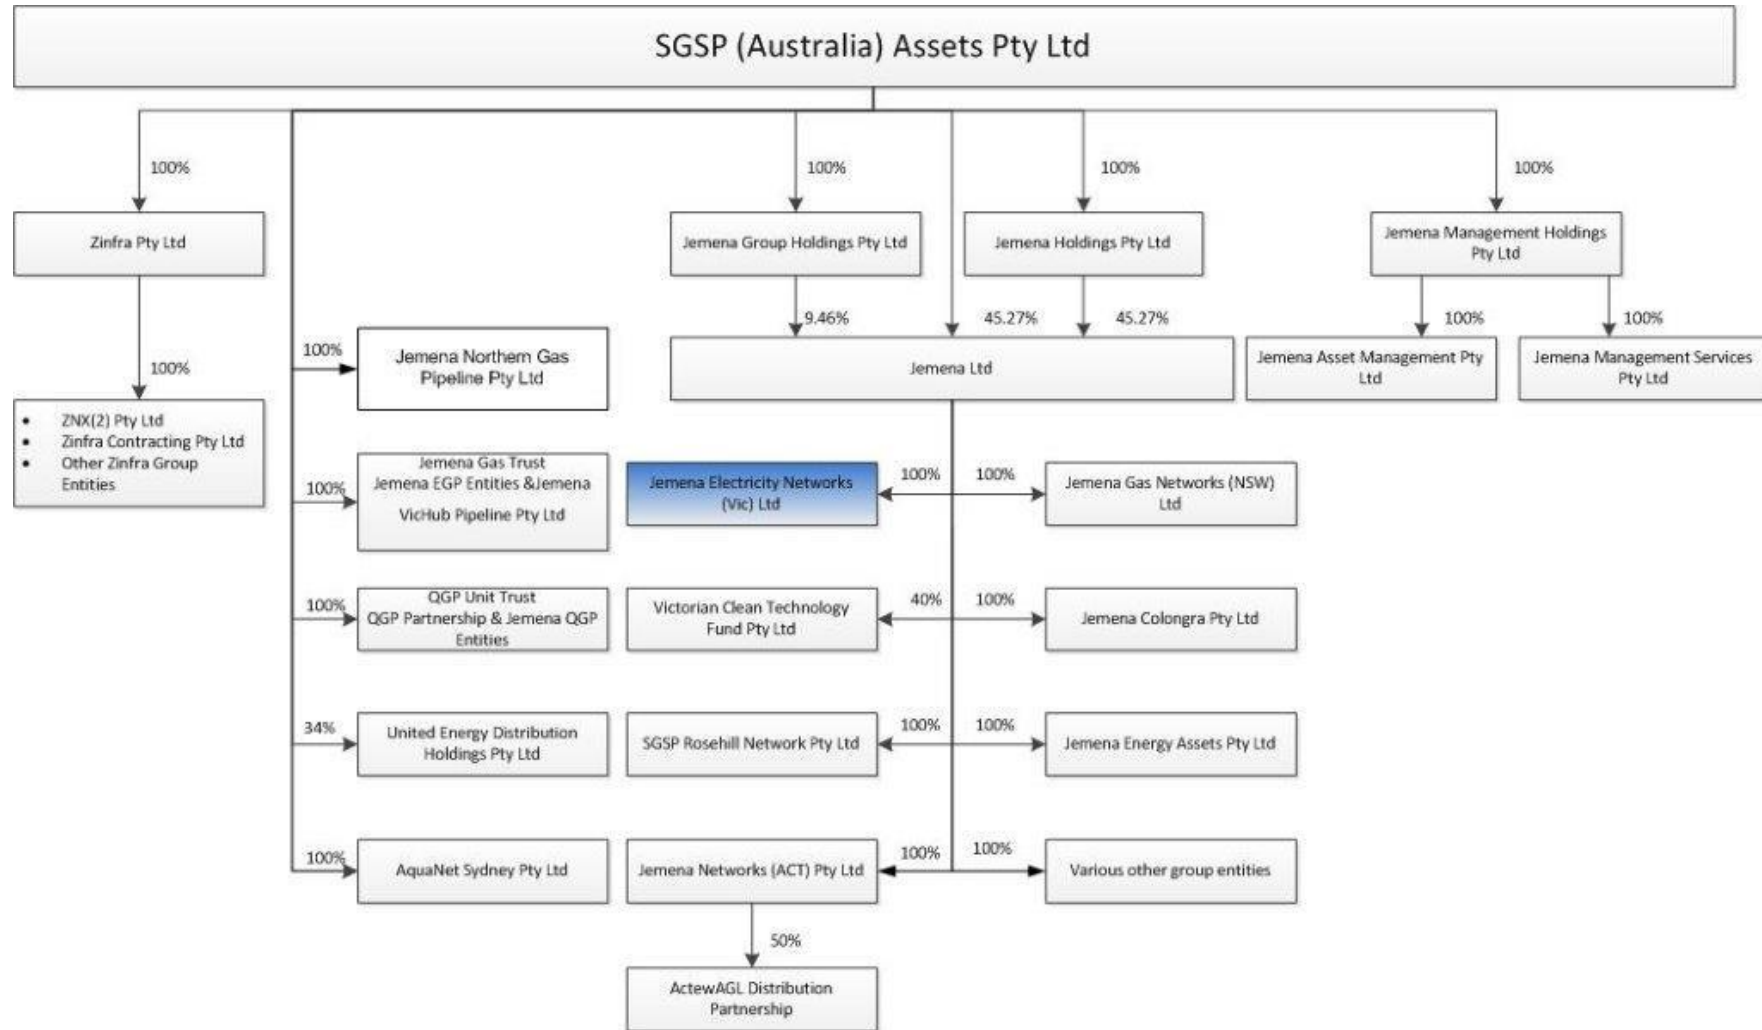 SGSP (Australia) Assets Pty Ltd
100%
100%
100%
100%
Zinfra Pty Ltd
Jemena Group Holdings Pty Ltd
Jemena Holdings Pty Ltd
Jemena Management Holdings
Pty Ltd
9.46%
45.27%
45.27%
100%
100%
100%
Jemena Northern Gas
Pipeline Pty Ltd
Jemena Ltd
Jemena Asset Management Pty
Ltd
Jemena Management Services
Pty Ltd
100%
• ZNX(2) Pty Ltd
• Zinfra Contracting Pty Ltd
• Other Zinfra Group
Entities
100%
Jemena Gas Trust
Jemena EGP Entities &Jemena
VicHub Pipeline Pty Ltd
Jemena Electricity Networks
(Vic) Ltd
100%
100%
Jemena Gas Networks (NSW)
Ltd
100%
QGP Unit Trust
QGP Partnership & Jemena QGP
Entities
Victorian Clean Technology
Fund Pty Ltd
40%
100%
Jemena Colongra Pty Ltd
34%
United Energy Distribution
Holdings Pty Ltd
SGSP Rosehill Network Pty Ltd
100%
100%
Jemena Energy Assets Pty Ltd
100%
AquaNet Sydney Pty Ltd
Jemena Networks (ACT) Pty Ltd
100%
100%
Various other group entities
50%
ActewAGL Distribution
Partnership